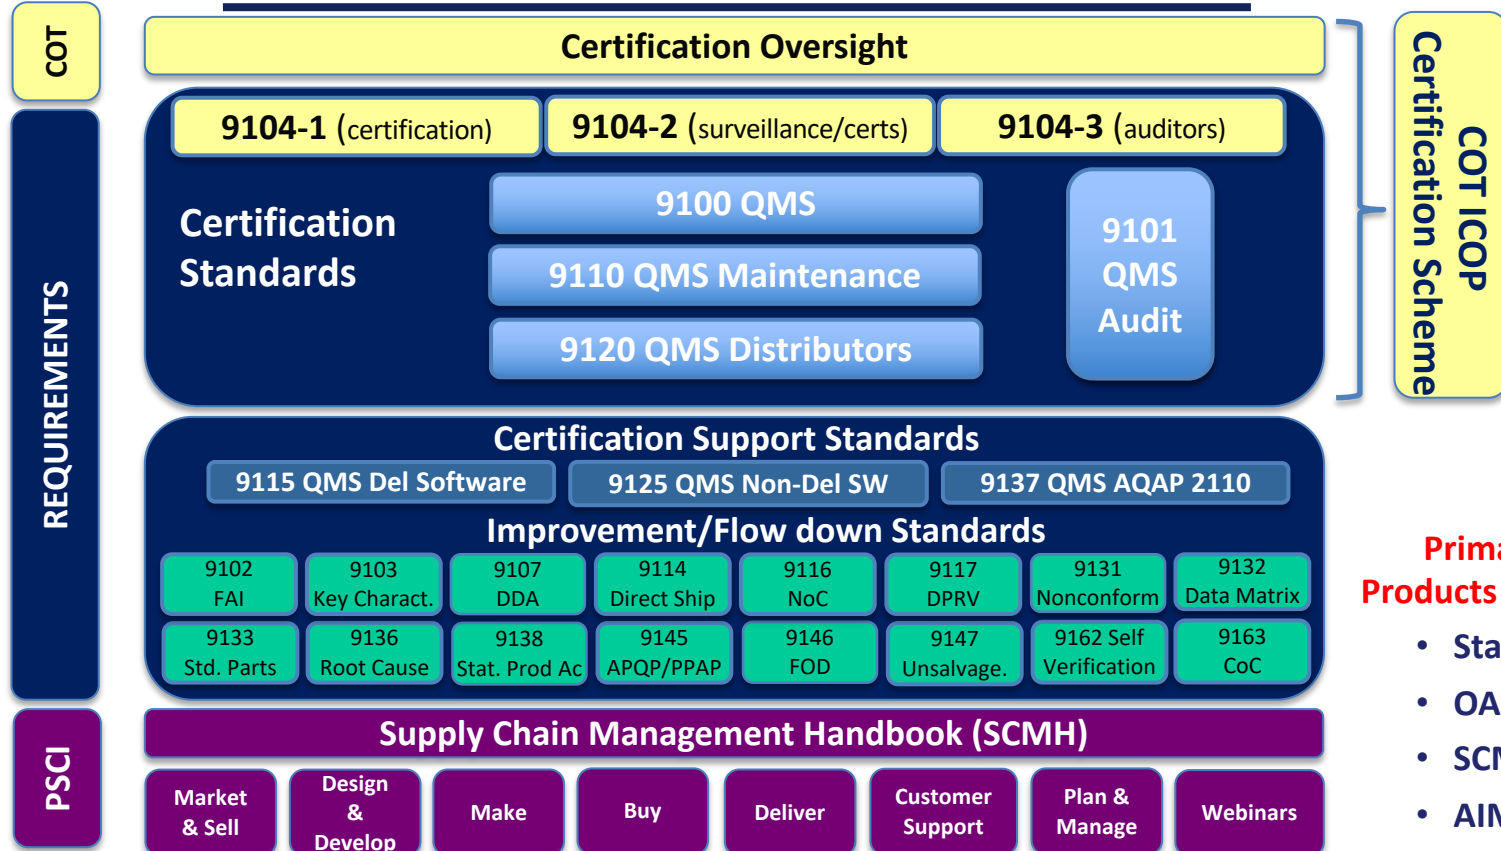 COT
Certification Oversight
9104-1 (certification)
9104-2 (surveillance/certs)
9104-3 (auditors)
COT ICOP
Certification Scheme
REQUIREMENTS
Certification
Standards
9100 QMS
9110 QMS Maintenance
9120 QMS Distributors
9101
QMS
Audit
Certification Support Standards
9115 QMS Del Software
9125 QMS Non-Del SW
9137 QMS AQAP 2110
Improvement/Flow down Standards
9102
FAI
9103
Key Charact.
9107
DDA
9114
Direct Ship
9116
NoC
9117
DPRV
9131
Nonconform
9132
Data Matrix
9133
Std. Parts
9136
Root Cause
9138
Stat. Prod Ac
9145
APQP/PPAP
9146
FOD
9147
Unsalvage.
9162 Self
Verification
9163
CoC
Products
PSCI
Supply Chain Management Handbook (SCMH)
Market
& Sell
Design
&
Develop
Make
Buy
Deliver
Customer
Support
Plan &
Manage
Webinars